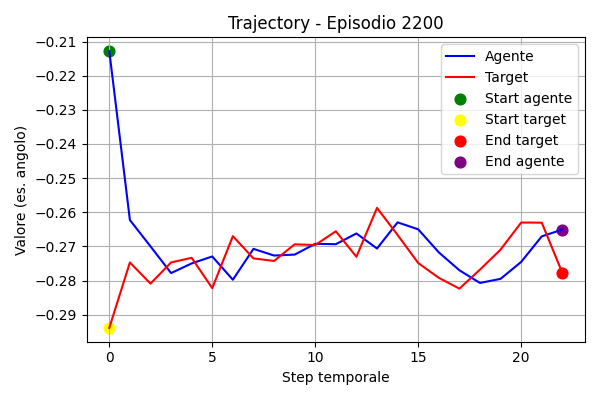 Trajectory - Episodio 2200
−0.21
−0.22
−0.23
−0.24
−0.25
−0.26
−0.27
−0.28
−0.29
Valore (es. angolo)
Agente
Target
Start agente
Start target
End target
End agente
0
5
10
15
20
Step temporale